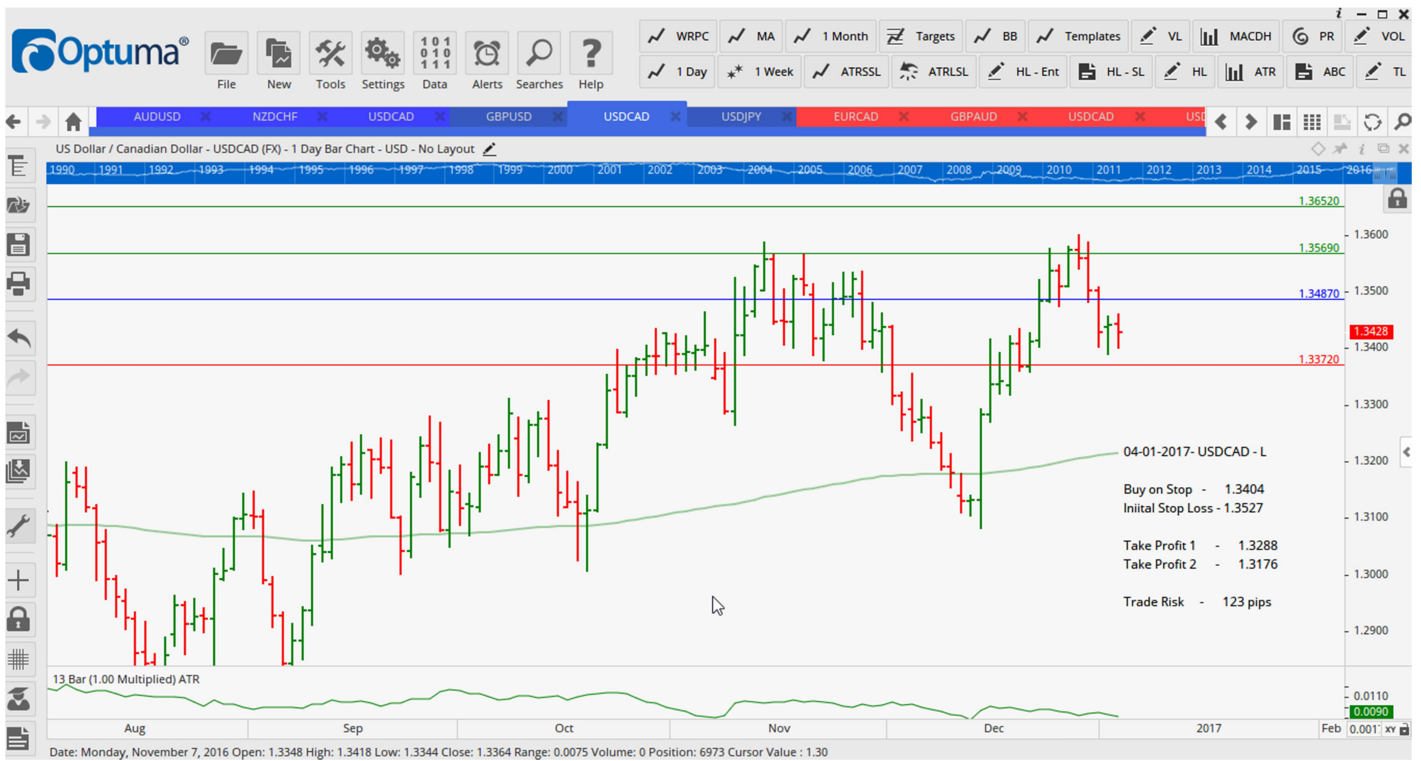 i
Optuma®
File New Tools Settings Data Alerts Searches Help
101
010
111
?
WRPC MA 1 Month Targets BB Templates VL MACDH PR VOL
1 Day 1 Week ATRSSL ATRLSL HL - Ent HL - SL HL ATR ABC TL
AUDUSD NZDCHF USDCAD GBPUSD USDCAD USDJPY EURCAD GBPAUD USDCAD USD
US Dollar / Canadian Dollar - USDCAD (FX) - 1 Day Bar Chart - USD - No Layout
1990 1991 1992 1993 1994 1995 1996 1997 1998 1999 2000 2001 2002 2003 2004 2005 2006 2007 2008 2009 2010 2011 2012 2013 2014 2015 2016
1.36520
1.3600
1.35690
1.34870
1.3500
1.3428
1.3400
1.33720
1.3300
04-01-2017- USDCAD - L
1.3200
Buy on Stop - 1.3404
Iniital Stop Loss - 1.3527
1.3100
Take Profit 1 - 1.3288
Take Profit 2 - 1.3176
1.3000
Trade Risk - 123 pips
1.2900
13 Bar (1.00 Multiplied) ATR
0.0110
0.0090
Aug Sep Oct Nov Dec 2017 Feb 0.001 XY
Date: Monday, November 7, 2016 Open: 1.3348 High: 1.3418 Low: 1.3344 Close: 1.3364 Range: 0.0075 Volume: 0 Position: 6973 Cursor Value : 1.30